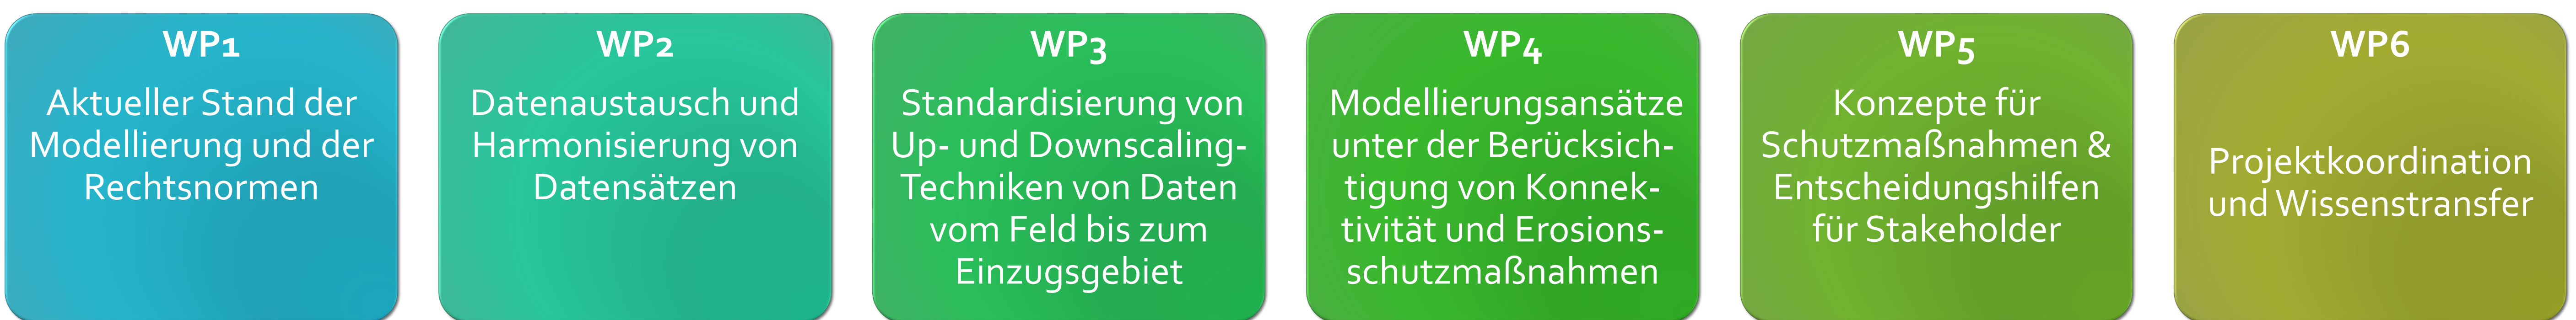 WP1
Aktueller Stand der
Modellierung und der
Rechtsnormen
WP2
Datenaustausch und
Harmonisierung von
Datensätzen
WP3
Standardisierung von
Up- und Downscaling-
Techniken von Daten
vom Feld bis zum
Einzugsgebiet
WP4
Modellierungsansätze
unter der Berücksich-
tigung von Konnek-
tivität und Erosions-
schutzmaßnahmen
WP5
Konzepte für
Schutzmaßnahmen &
Entscheidungshilfen
für Stakeholder
WP6
Projektkoordination
und Wissenstransfer